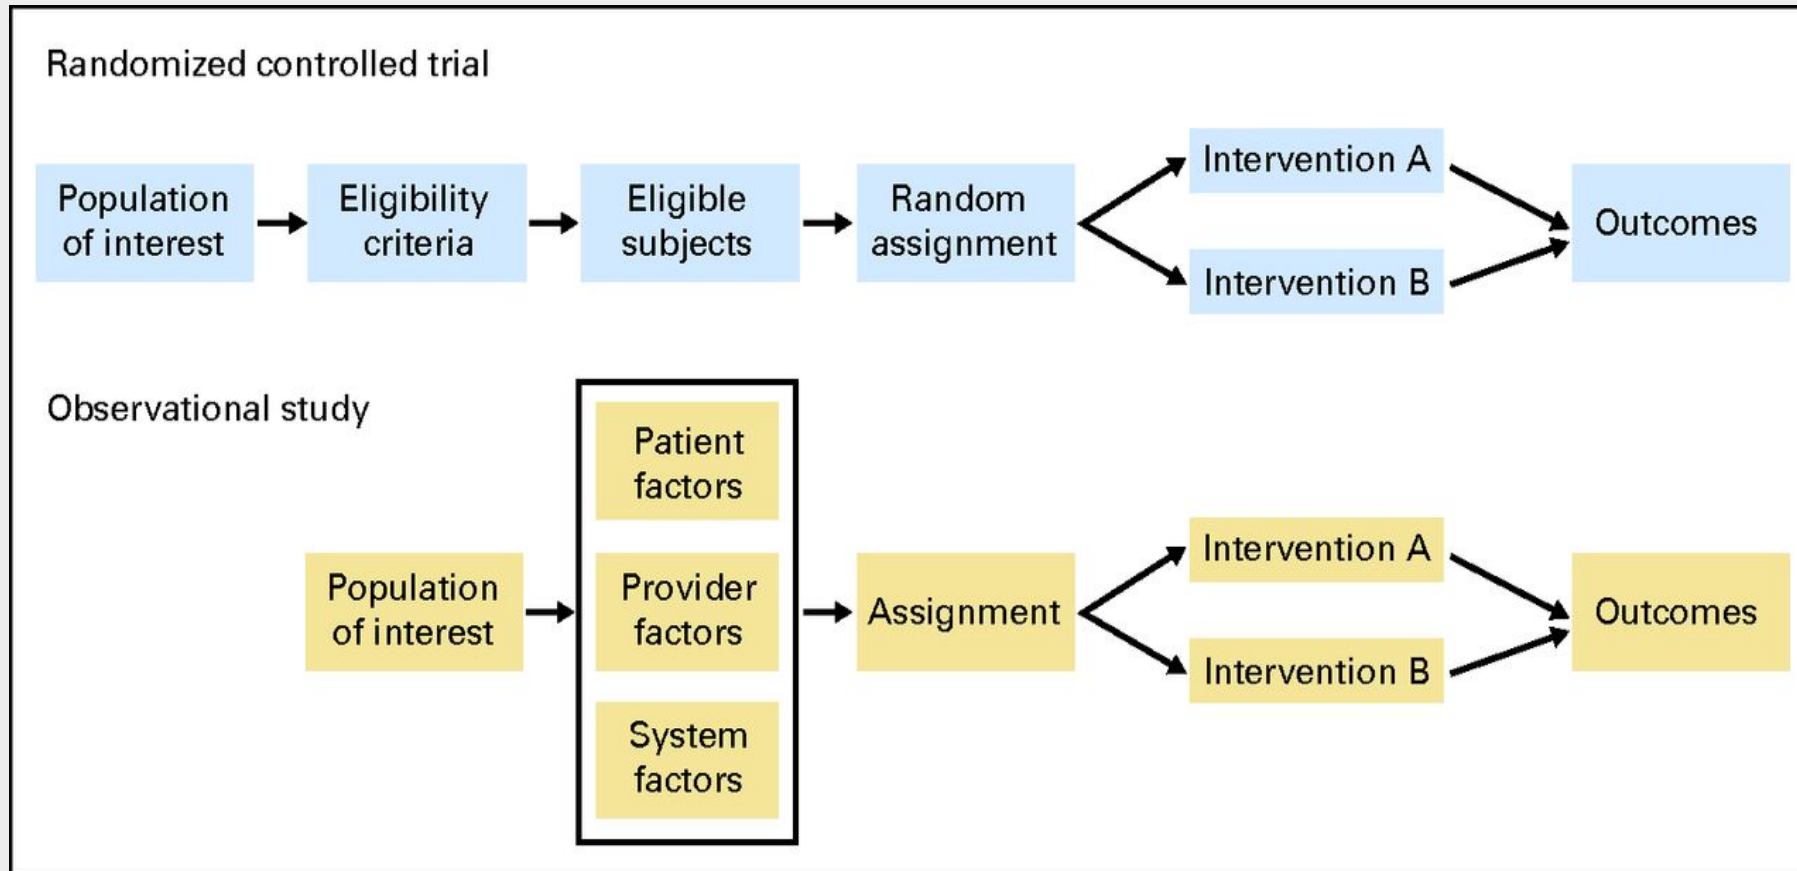 Randomized controlled trial
Population
of interest
Eligibility
criteria
Eligible
subjects
Random
assignment
Intervention A
Intervention B
Outcomes
Observational study
Population
of interest
Patient
factors
Provider
factors
System
factors
Assignment
Intervention A
Intervention B
Outcomes